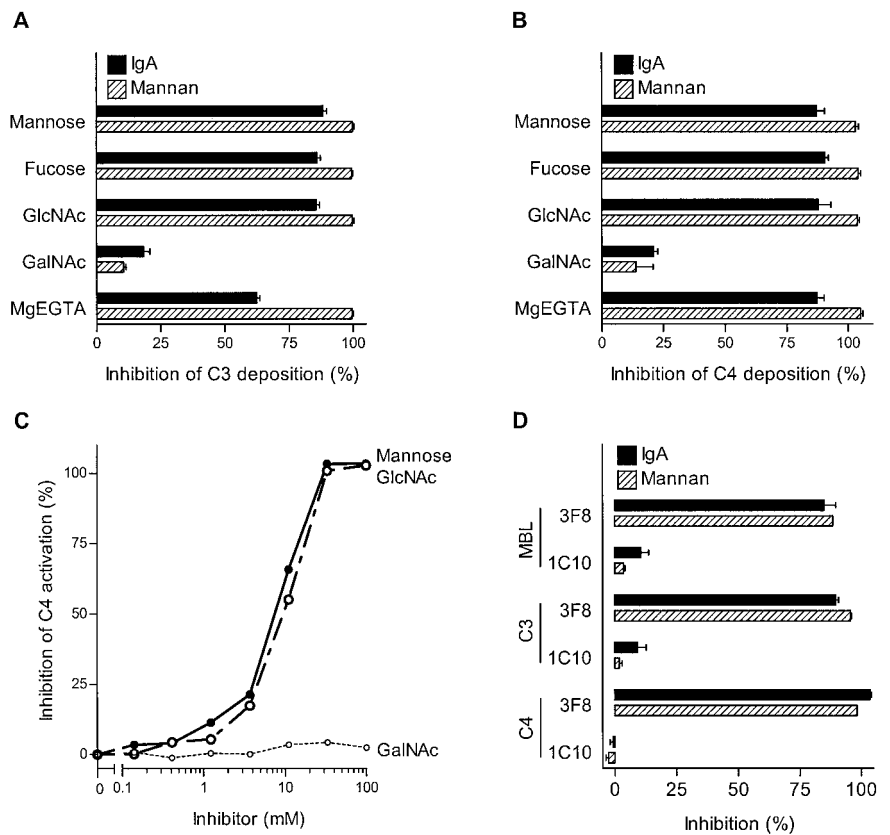 A
IgA
Mannan
Mannose
Fucose
GlcNAc
GalNAc
MgEGTA
0 25 50 75 100
Inhibition of C3 deposition (%)
B
IgA
Mannan
Mannose
Fucose
GlcNAc
GalNAc
MgEGTA
0 25 50 75 100
Inhibition of C4 deposition (%)
C
Inhibition of C4 activation (%)
100
75
50
25
0
Mannose
GlcNAc
GalNAc
0 0.1 1 10 100
Inhibitor (mM)
D
IgA
Mannan
MBL
3F8
1C10
C3
3F8
1C10
C4
3F8
1C10
0 25 50 75 100
Inhibition (%)